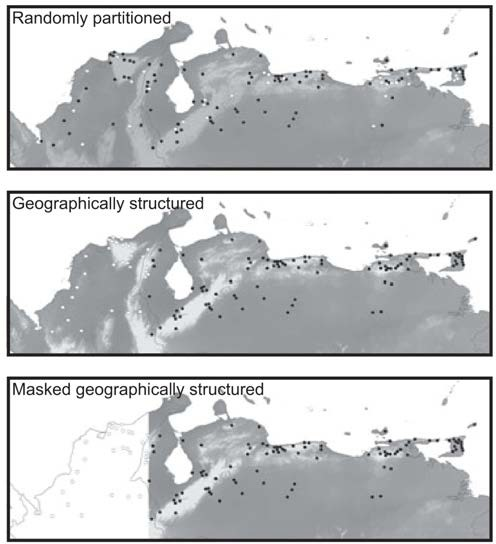 Randomly partitioned
Geographically structured
Masked geographically structured